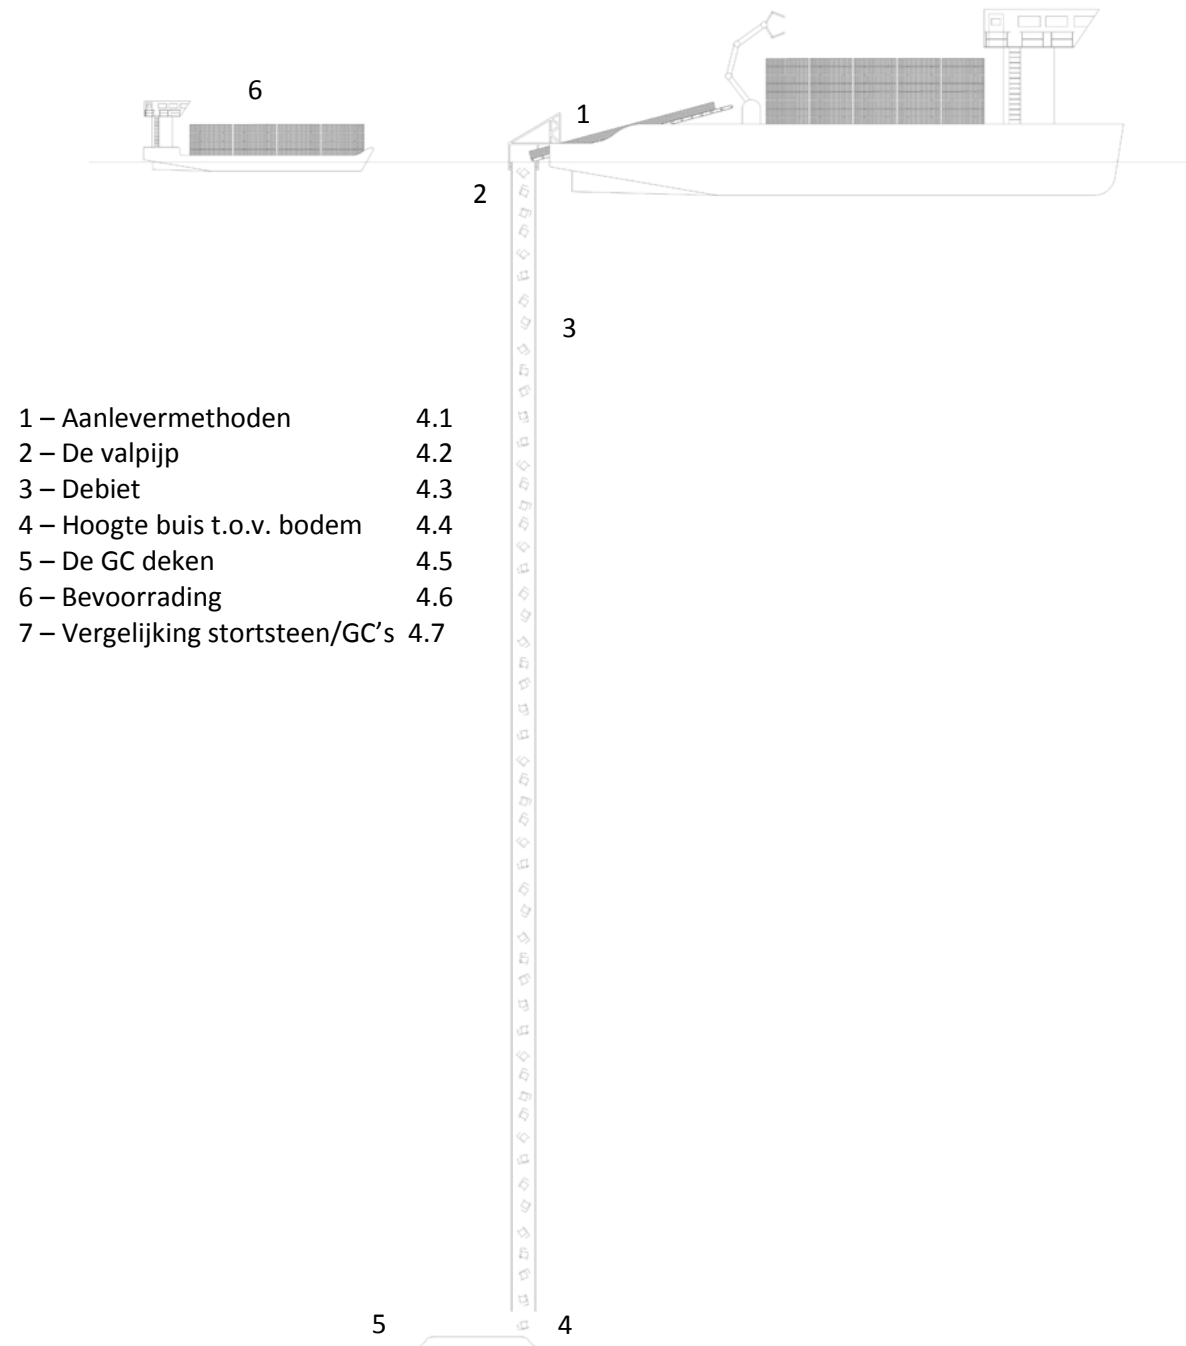 6
1
2
3
1 – Aanlevermethoden 4.1
2 – De valpijp 4.2
3 – Debiet 4.3
4 – Hoogte buis t.o.v. bodem 4.4
5 – De GC deken 4.5
6 – Bevoorrading 4.6
7 – Vergelijking stortsteen/GC’s 4.7
5 4